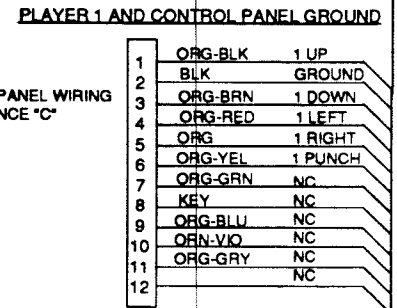 PLAYER 1 AND CONTROL PANEL GROUND
1 ORG-BLK 1 UP
2 BLK GROUND
PANEL WIRING
3 ORG-BRN 1 DOWN
NCE "C"
4 ORG-RED 1 LEFT
5 ORG 1 RIGHT
6 ORG-YEL 1 PUNCH
7 ORG-GRN NC
8 KEY NC
9 ORG-BLU NC
10 ORN-VIO NC
11 ORG-GRY NC
12 NC